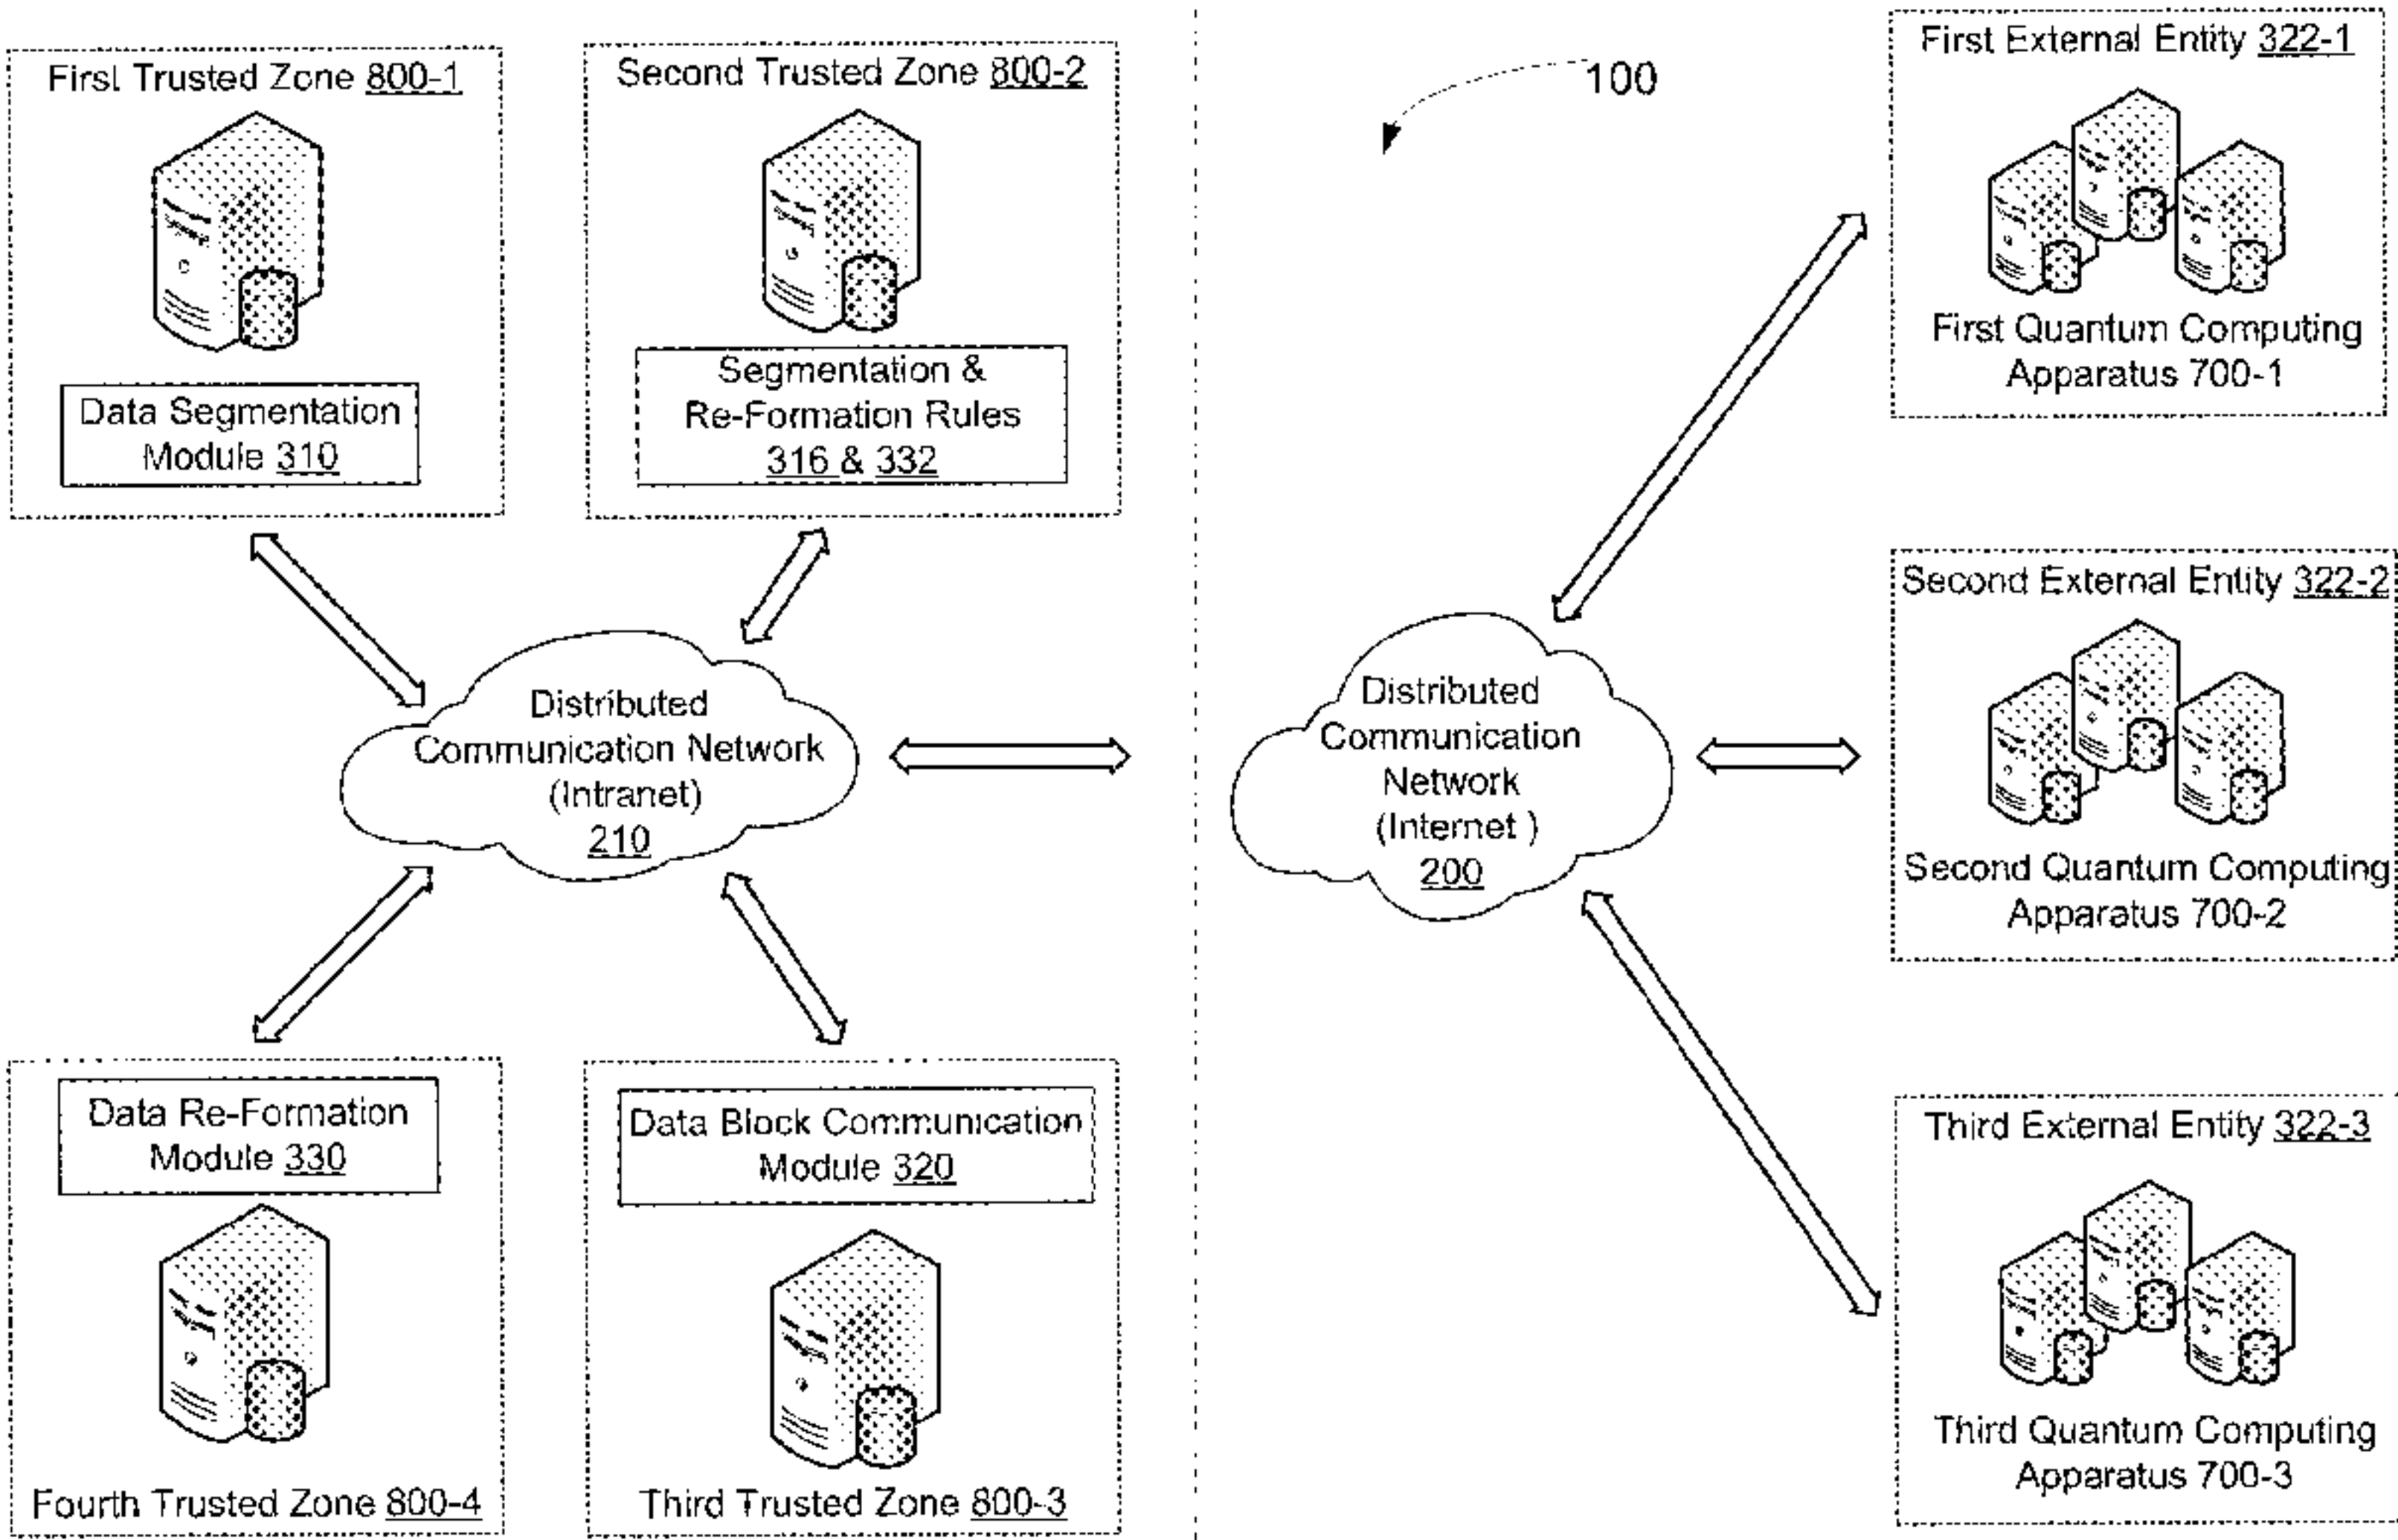 First Trusted Zone 800-1
Data Segmentation
Module 310
Second Trusted Zone 800-2
Segmentation &
Re-Formation Rules
316 & 332
100
First External Entity 322-1
First Quantum Computing
Apparatus 700-1
Distributed
Communication Network
(Intranet)
210
Distributed
Communication
Network
(Internet )
200
Second External Entity 322-2
Second Quantum Computing
Apparatus 700-2
Data Re-Formation
Module 330
Fourth Trusted Zone 800-4
Data Block Communication
Module 320
Third Trusted Zone 800-3
Third External Entity 322-3
Third Quantum Computing
Apparatus 700-3